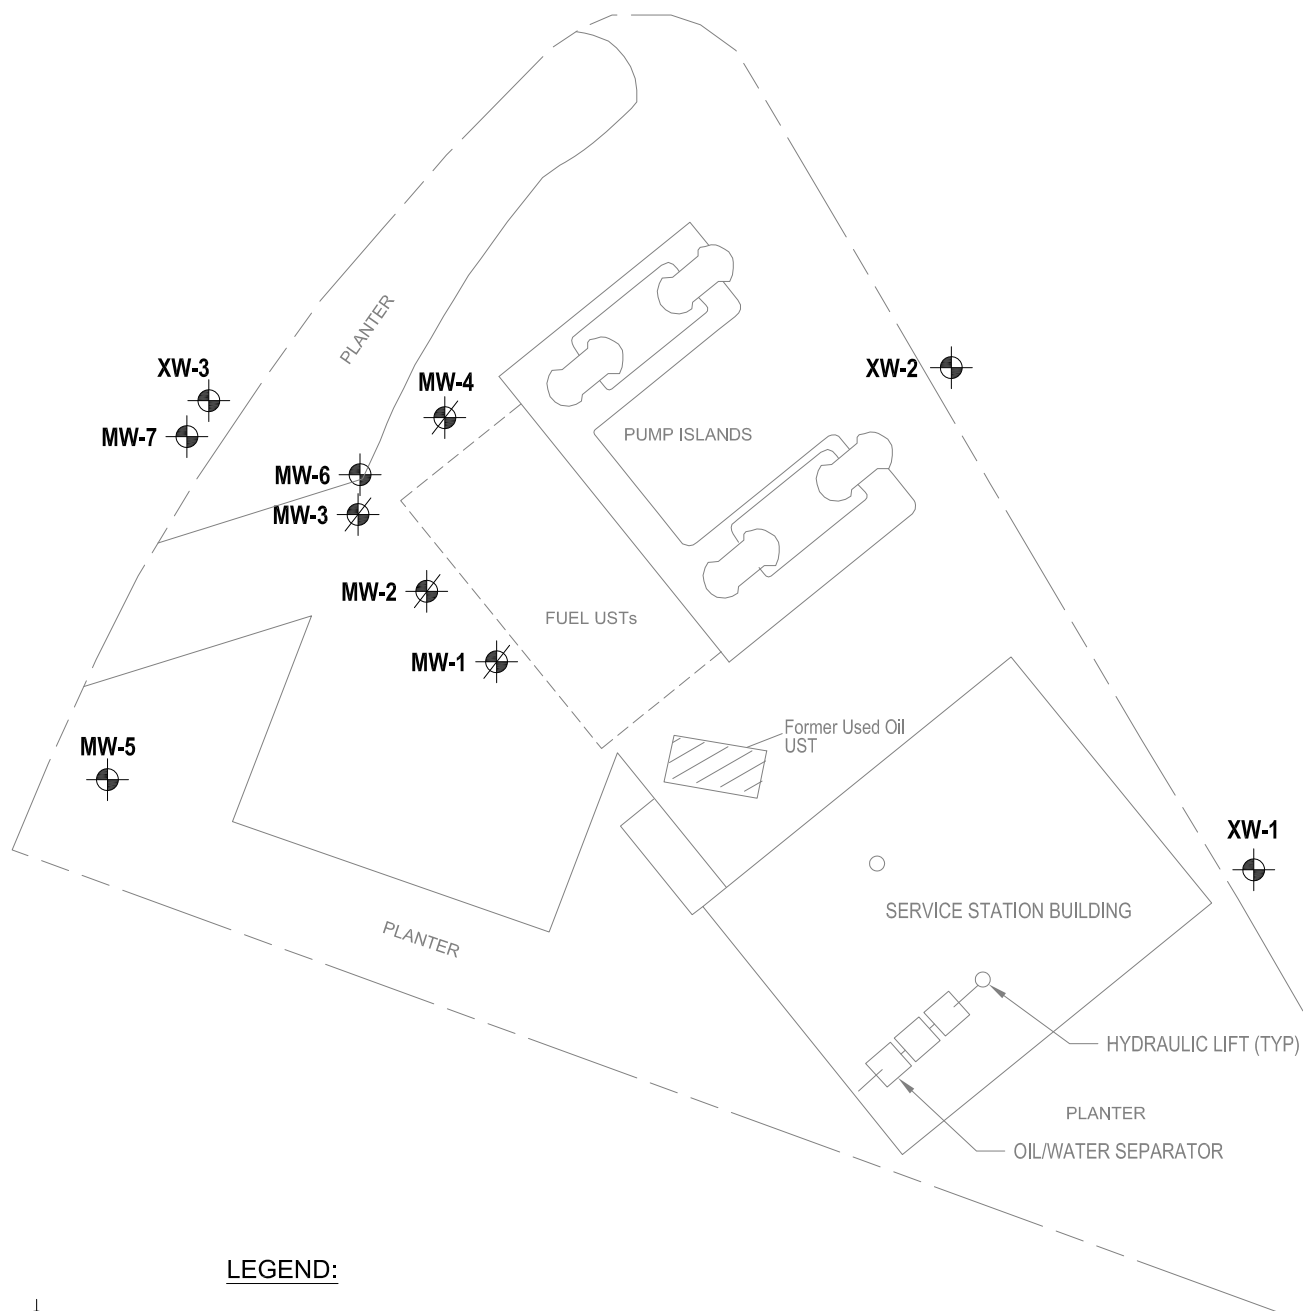 PLANTER
XW-3
XW-2
MW-4
MW-7
PUMP ISLANDS
MW-6
MW-3
MW-2
FUEL USTs
MW-1
Former Used Oil
UST
MW-5
XW-1
SERVICE STATION BUILDING
PLANTER
HYDRAULIC LIFT (TYP)
PLANTER
OIL/WATER SEPARATOR
LEGEND:
1